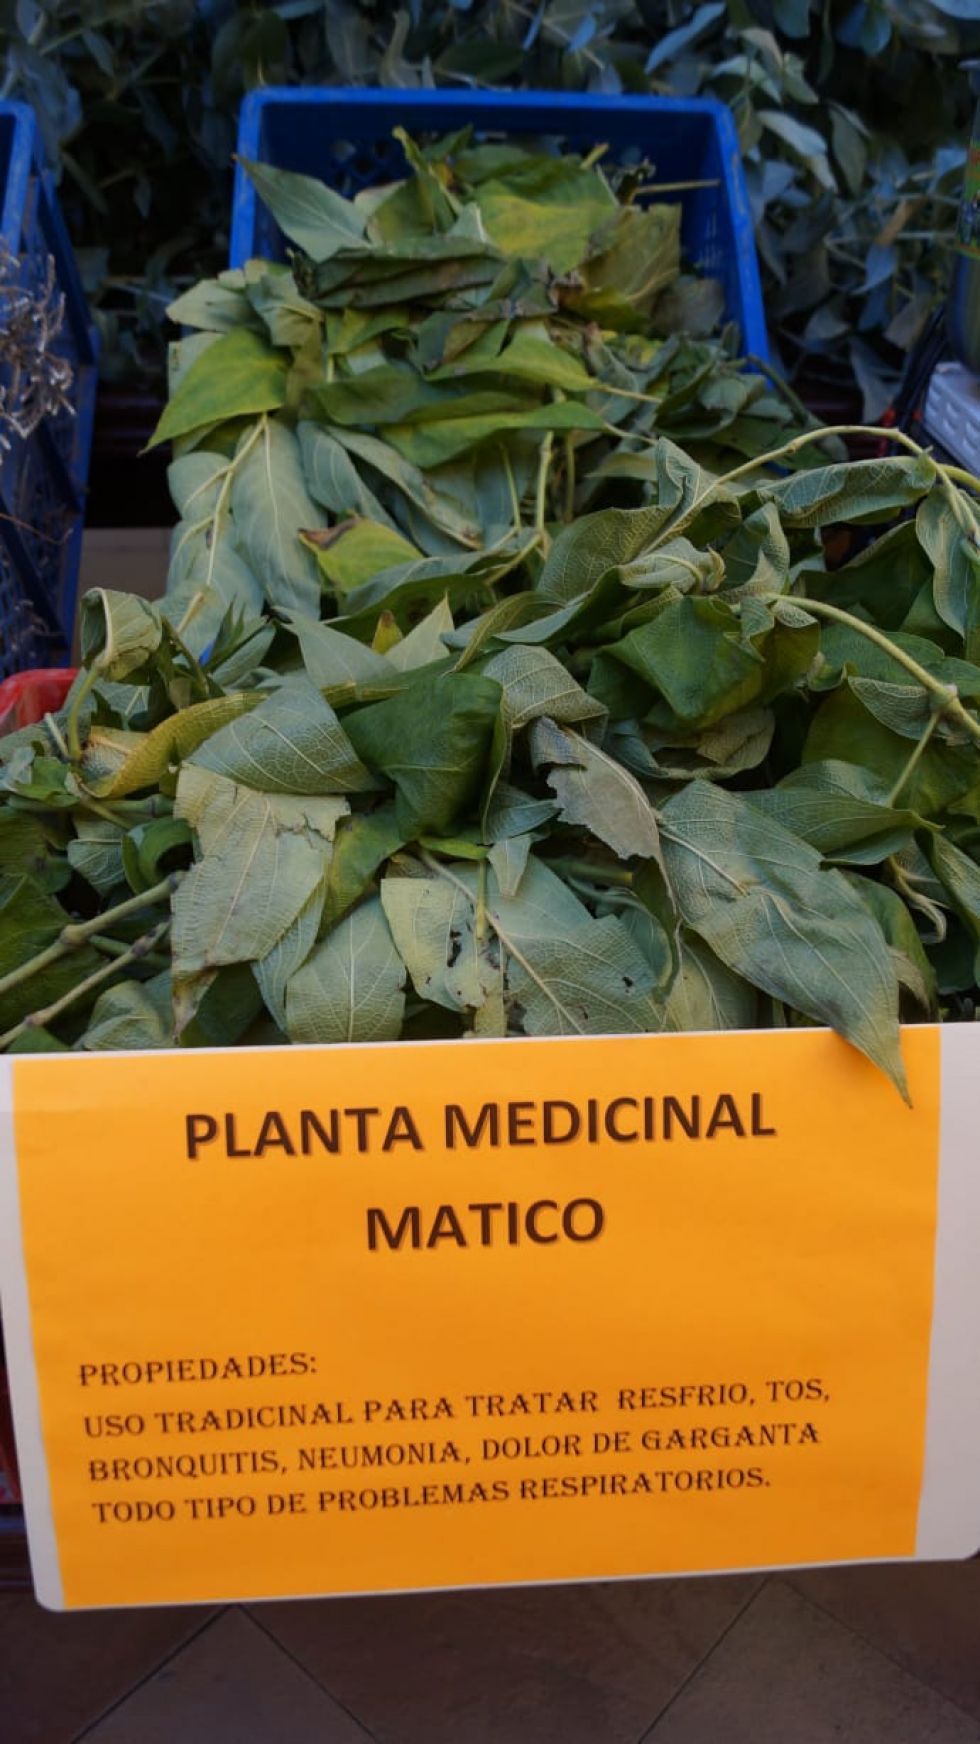 PLANTA MEDICINAL
MATICO
PROPIEDADES:
USO TRADICINAL PARA TRATAR RESFRIO, TOS,
BRONQUITIS, NEUMONIA, DOLOR DE GARGANTA
TODO TIPO DE PROBLEMAS RESPIRATORIOS.